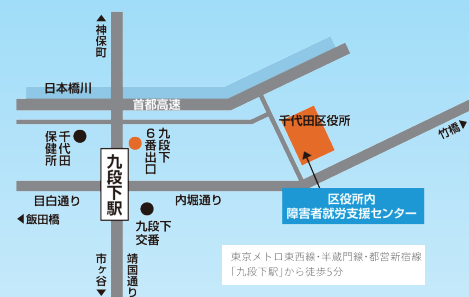 神保町
日本橋川
首都高速
千代田区役所
竹橋
千代田
保健所
九段下
6番出口
九段下駅
目白通り
内堀通り
飯田橋
九段下
交番
区役所内
障害者就労支援センター
市ヶ谷
靖国通り
東京メトロ東西線・半蔵門線・都営新宿線
「九段下駅」から徒歩5分